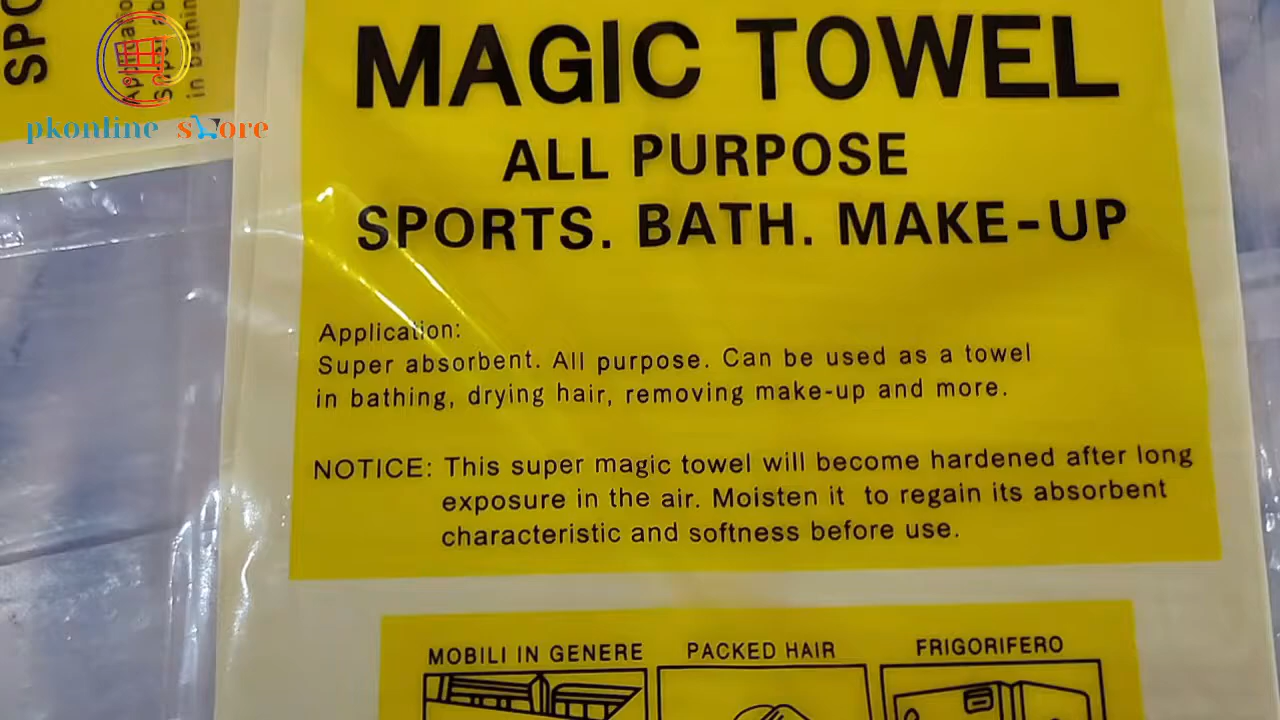 MAGIC TOWEL
ALL PURPOSE
SPORTS. BATH. MAKE-UP
Application:
Super absorbent. All purpose. Can be used as a towel
in bathing, drying hair, removing make-up and more.
NOTICE: This super magic towel will become hardened after long
exposure in the air. Moisten it to regain its absorbent
characteristic and softness before use.
MOBILI IN GENERE
PACKED HAIR
FRIGORIFERO
pkonline store
SPO
in bathin